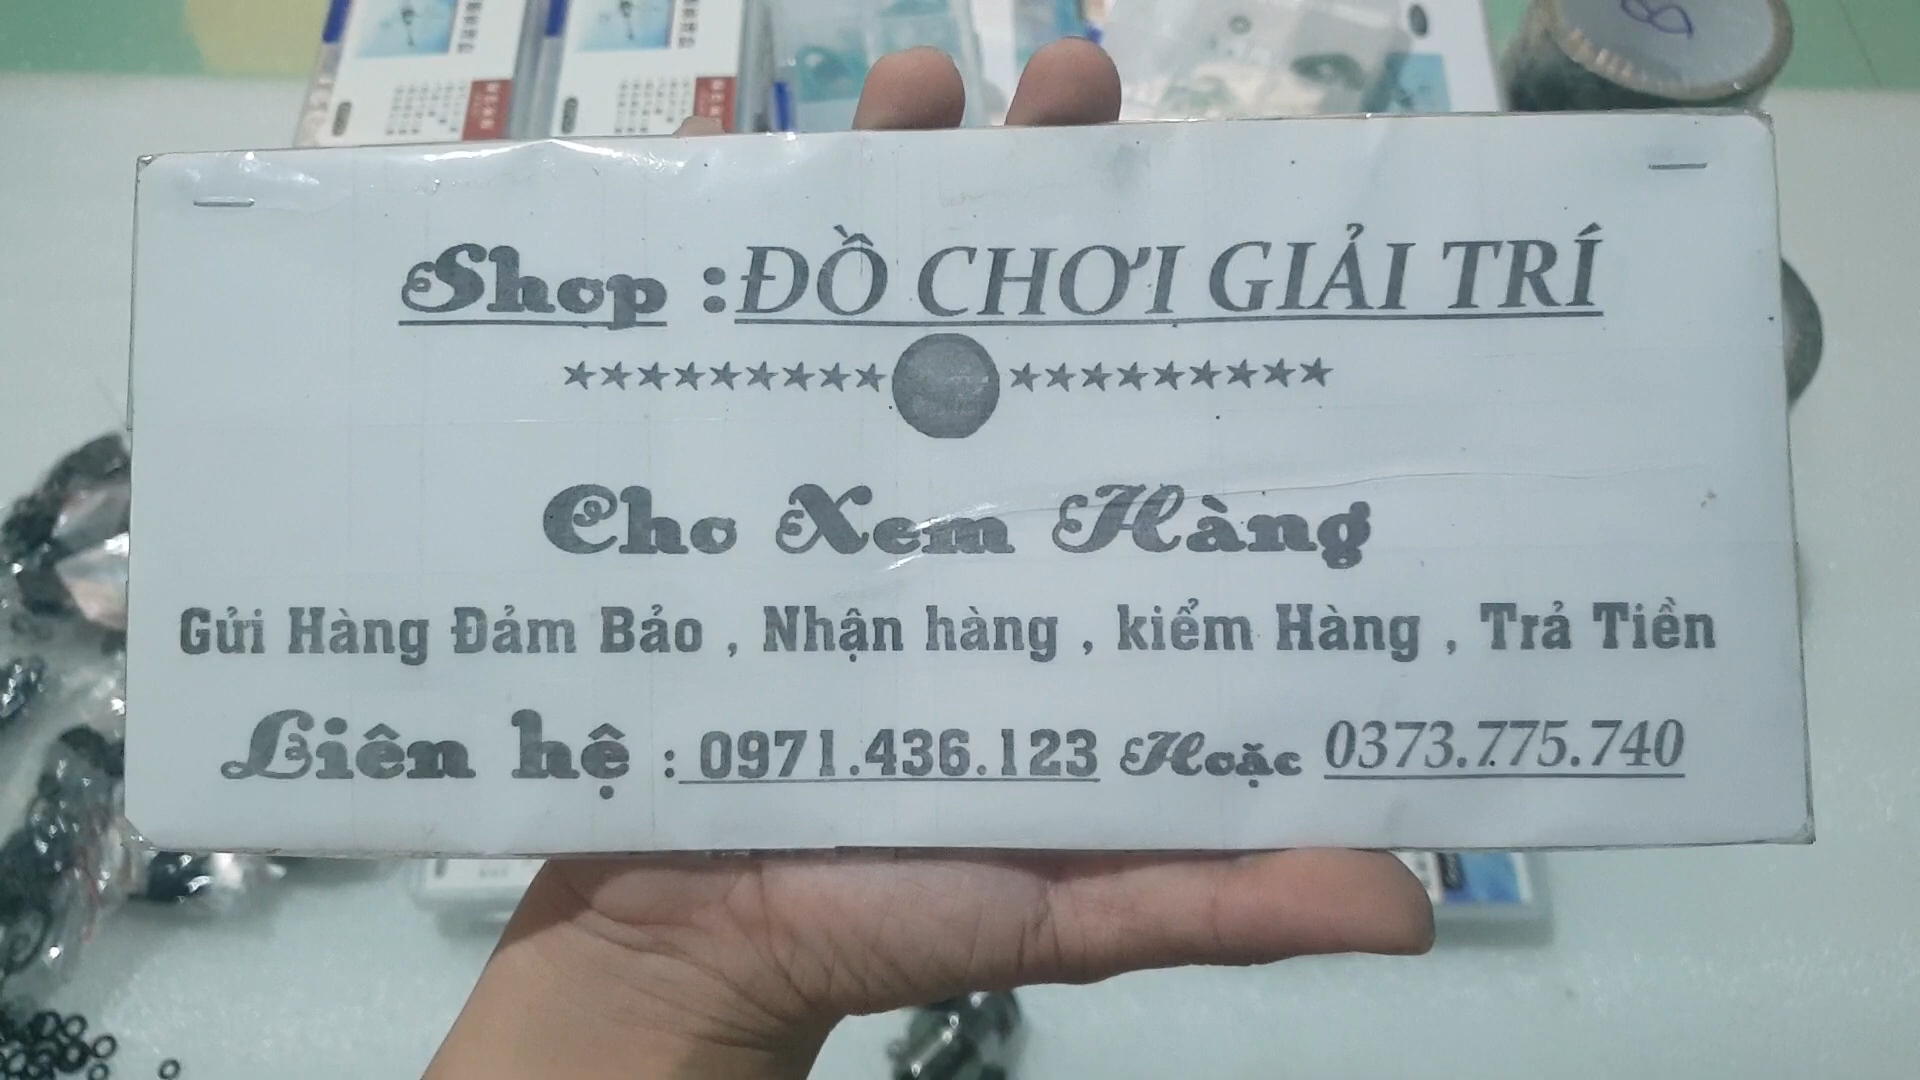 Shop :ĐỒ CHƠI GIẢI TRÍ
Cho Xem Hàng
Gửi Hàng Đảm Bảo , Nhận hàng , kiểm Hàng , Trả Tiền
Liên hệ : 0971.436.123 Hoặc 0373.775.740